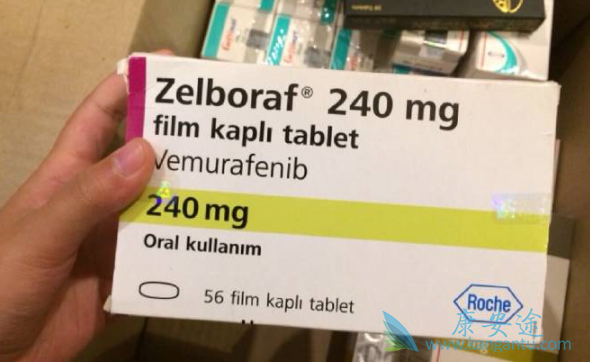 Zelboraf® 240 mg
film kaplı tablet
Vemurafenib
240 mg
Oral kullanım
56 film kaplı tablet
Roche
康安途